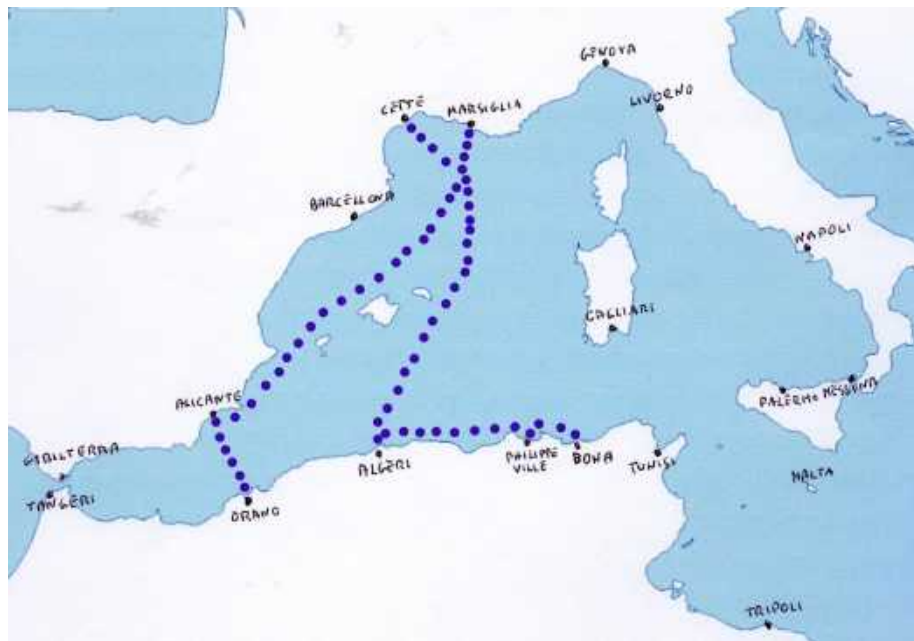 GENOVA
CETTE
MARSIGLIA
LIVORNO
BARCELLONA
NAPOLI
CAGLIARI
ALICANTE
PALERMO
MESSINA
GIBILTERRA
TANGERI
ORANO
ALGERI
PHILIPPE
VILLE
BONA
TUNISI
MALTA
TRIPOLI